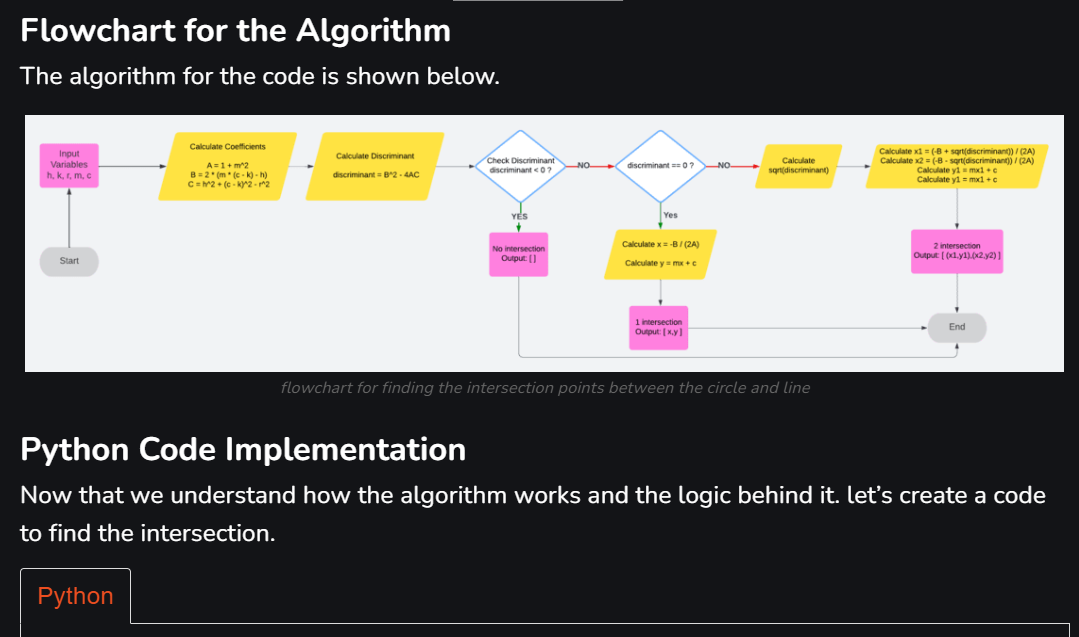 Flowchart for the Algorithm
The algorithm for the code is shown below.
Input
Variables
h, k, r, m, c
Start
Calculate Coefficients
A = 1 + m^2
B = 2 * (m * (c - k) - h)
C = h^2 + (c - k)^2 - r^2
Calculate Discriminant
discriminant = B^2 - 4AC
Check Discriminant
discriminant < 0 ?
NO
YES
No intersection
Output: [ ]
discriminant == 0 ?
NO
Yes
Calculate x = -B / (2A)
Calculate y = mx + c
1 intersection
Output: [ x,y ]
Calculate
sqrt(discriminant)
Calculate x1 = (-B + sqrt(discriminant)) / (2A)
Calculate x2 = (-B - sqrt(discriminant)) / (2A)
Calculate y1 = mx1 + c
Calculate y1 = mx1 + c
2 intersection
Output: [ (x1,y1),(x2,y2) ]
End
flowchart for finding the intersection points between the circle and line
Python Code Implementation
Now that we understand how the algorithm works and the logic behind it. let’s create a code
to find the intersection.
Python